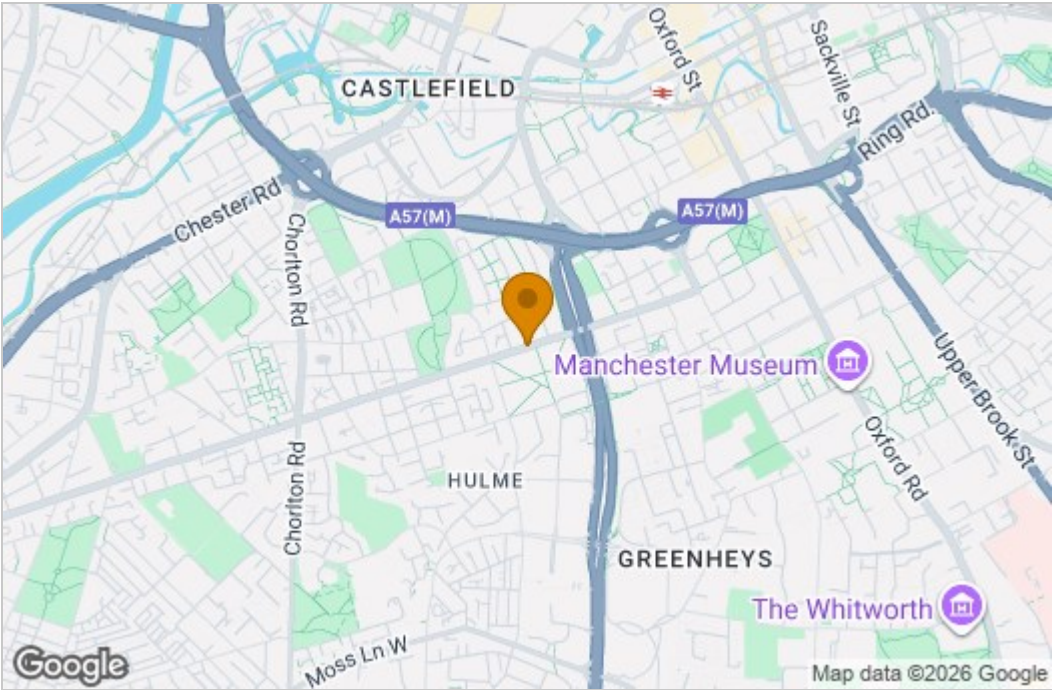 Oxford St
Sackville St
CASTLEFIELD
Ring Rd.
Chester Rd
A57(M)
A57(M)
Chorlton Rd
Manchester Museum
Upper Brook St
Oxford Rd
Chorlton Rd
HULME
GREENHEYS
The Whitworth
Moss Ln W
Google
Map data ©2026 Google